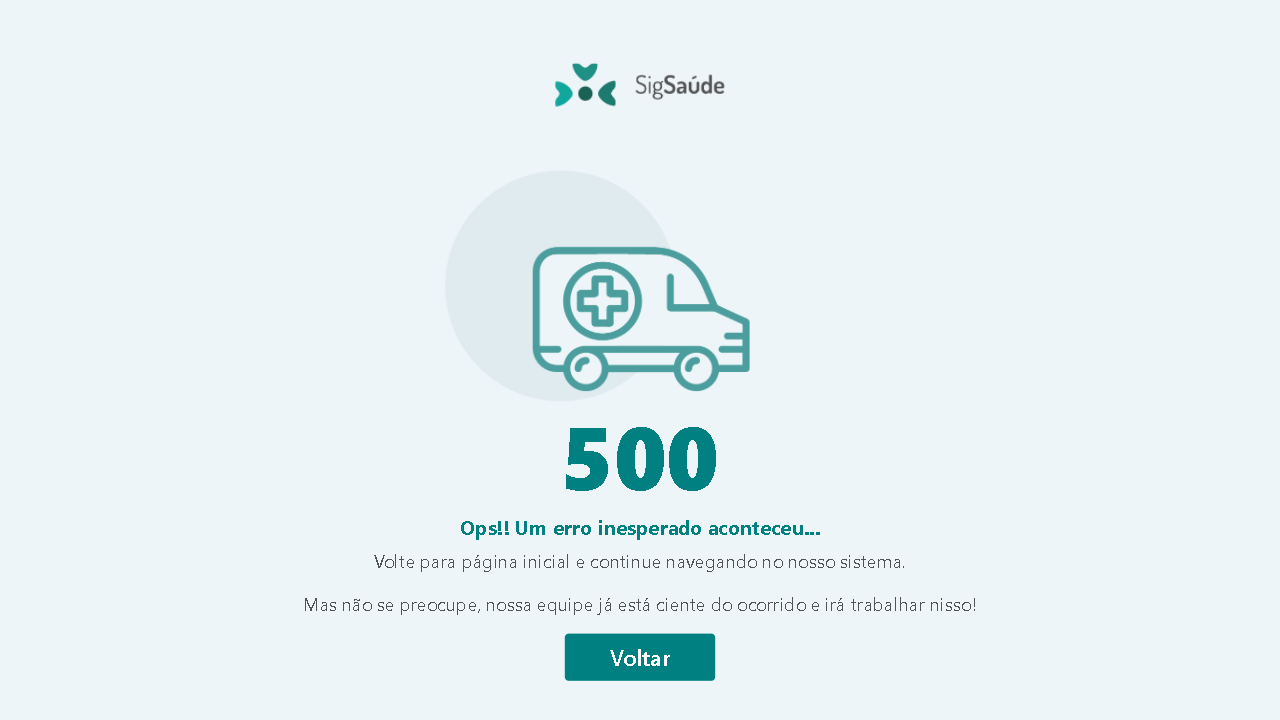 SigSaúde
500
Ops!! Um erro inesperado aconteceu...
Volte para página inicial e continue navegando no nosso sistema.
Mas não se preocupe, nossa equipe já está ciente do ocorrido e irá trabalhar nisso!
Voltar